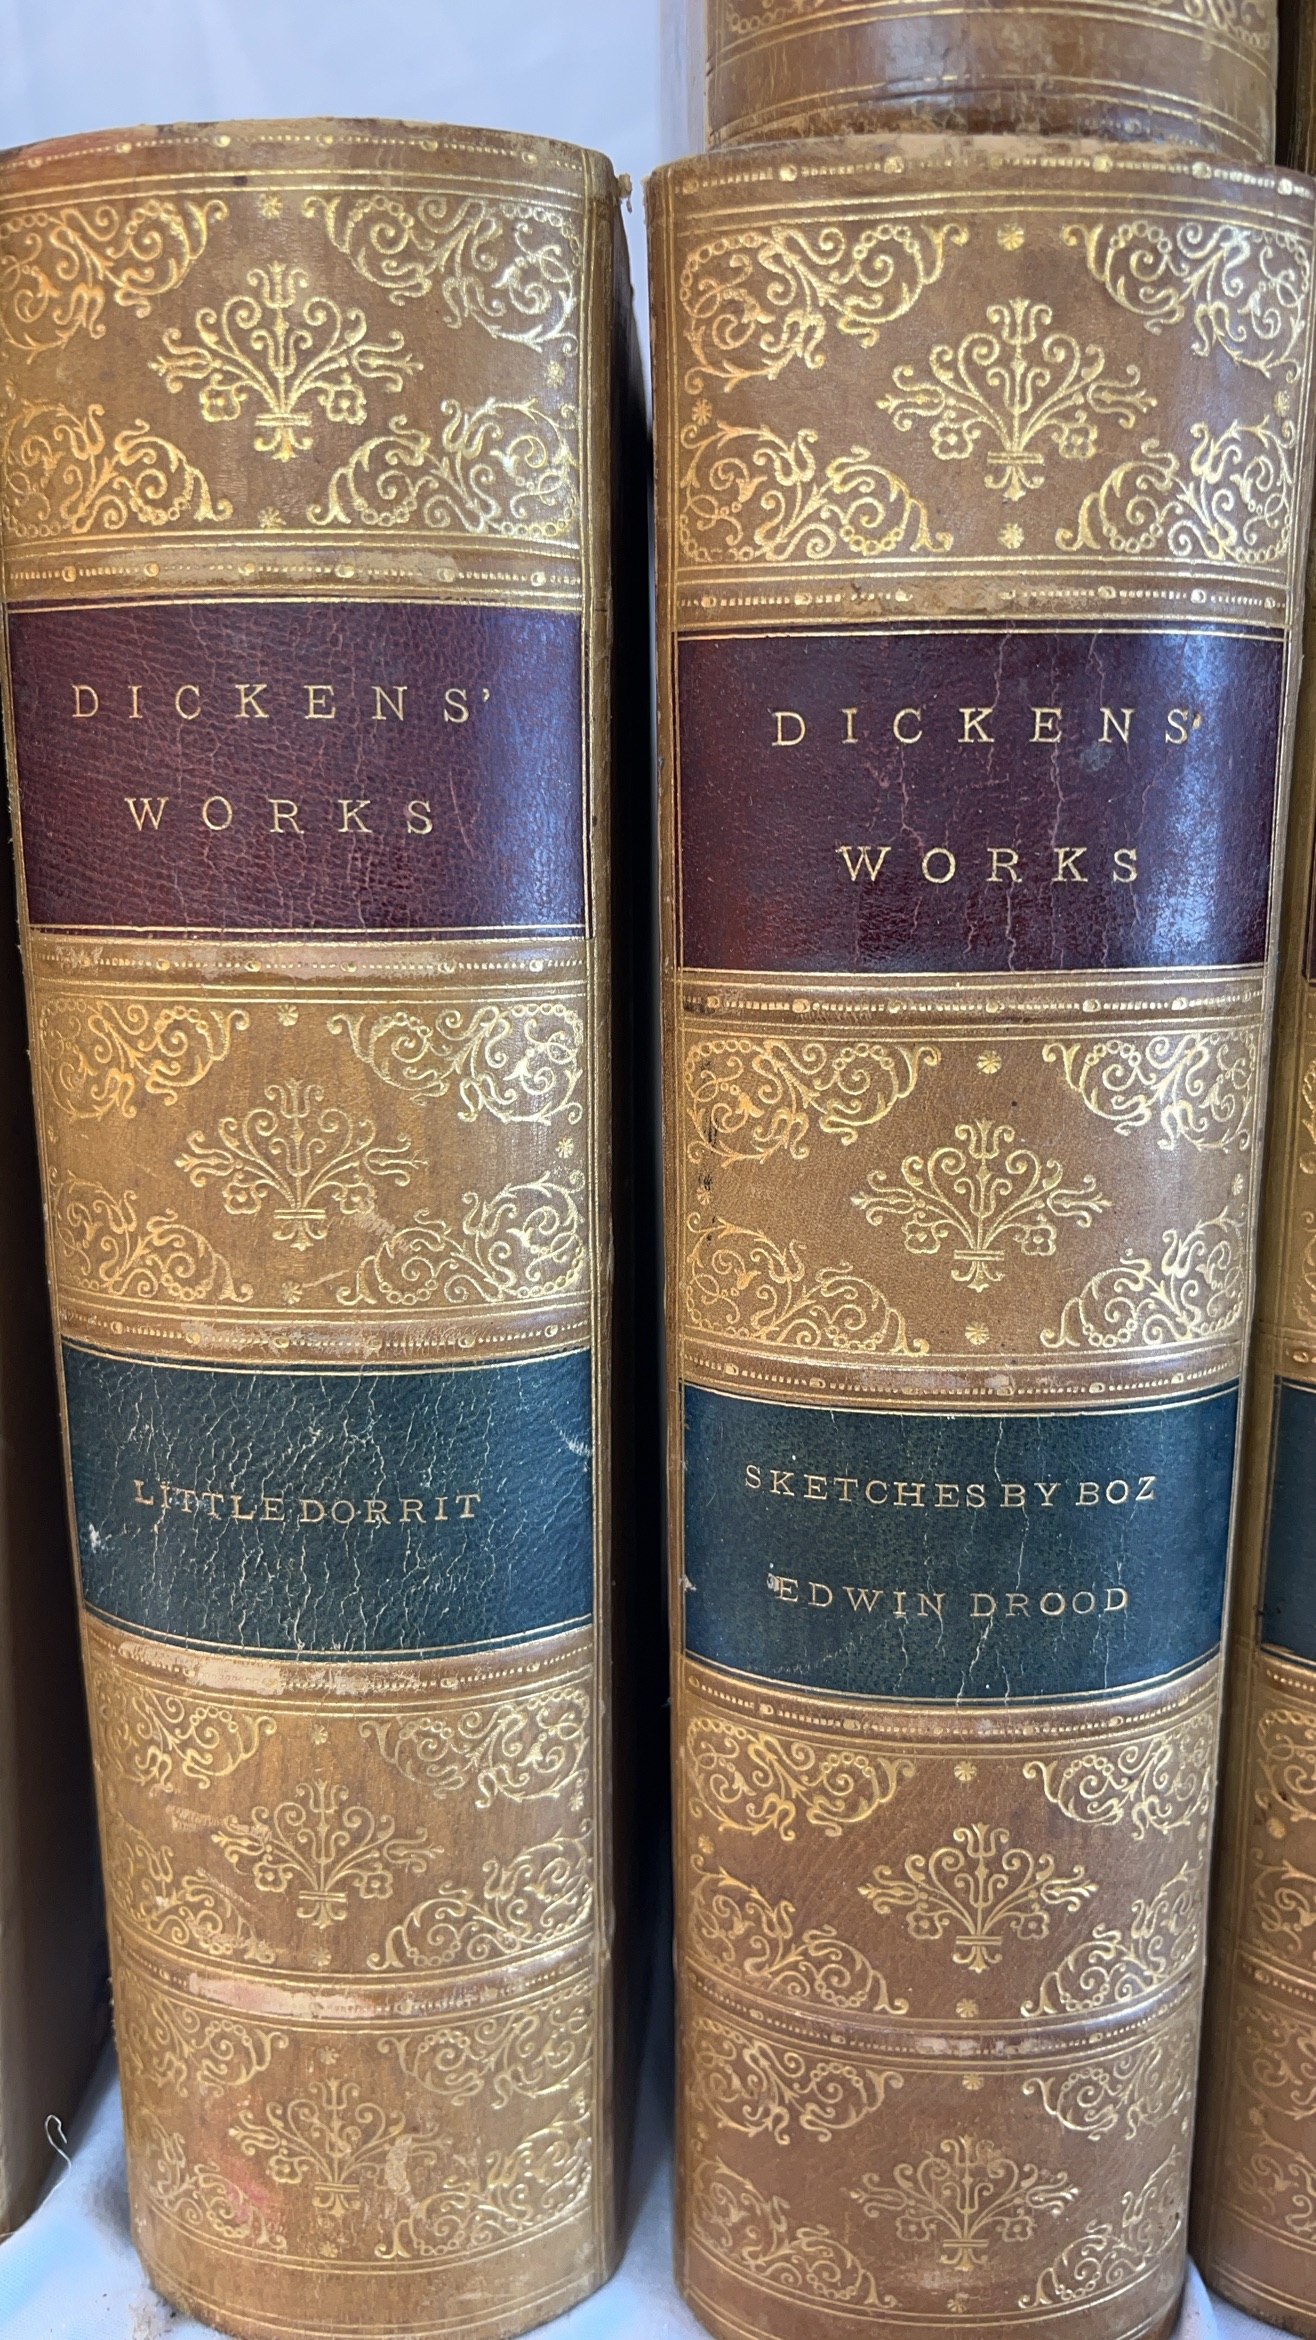 DICKENS'
WORKS
LITTLE DORRIT
DICKENS'
WORKS
SKETCHES BY BOZ
EDWIN DROOD